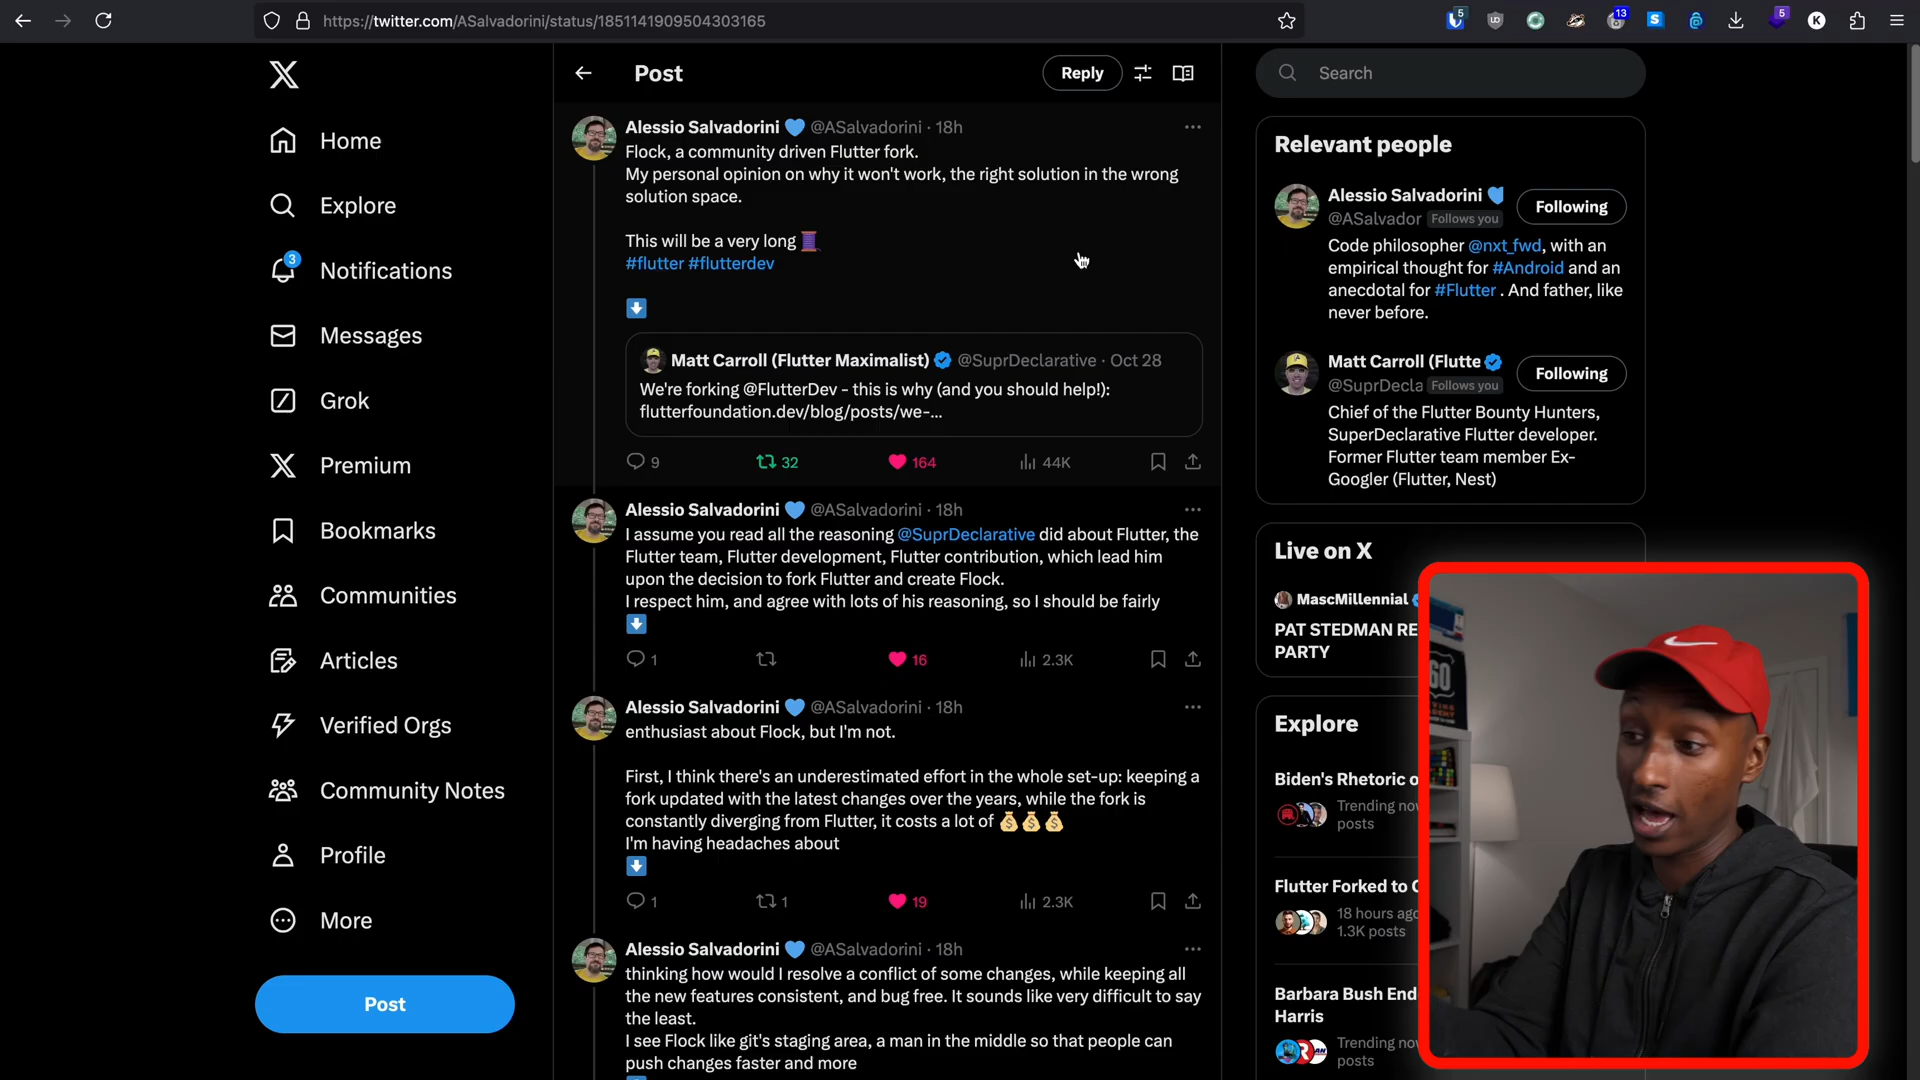 https://twitter.com/ASalvadorini/status/1851141909504303165
5
13
5
K
Home
Explore
3
Notifications
Messages
Grok
Premium
Bookmarks
Communities
Articles
Verified Orgs
Community Notes
Profile
More
Post
Post
Reply
Alessio Salvadorini 💙 @ASalvadorini · 18h
Flock, a community driven Flutter fork.
My personal opinion on why it won't work, the right solution in the wrong
solution space.
This will be a very long 🧵
#flutter #flutterdev
⬇️
Matt Carroll (Flutter Maximalist) @SuprDeclarative · Oct 28
We're forking @FlutterDev - this is why (and you should help!):
flutterfoundation.dev/blog/posts/we-...
9 32 164 44K
Alessio Salvadorini 💙 @ASalvadorini · 18h
I assume you read all the reasoning @SuprDeclarative did about Flutter, the
Flutter team, Flutter development, Flutter contribution, which lead him
upon the decision to fork Flutter and create Flock.
I respect him, and agree with lots of his reasoning, so I should be fairly
⬇️
1 16 2.3K
Alessio Salvadorini 💙 @ASalvadorini · 18h
enthusiast about Flock, but I'm not.
First, I think there's an underestimated effort in the whole set-up: keeping a
fork updated with the latest changes over the years, while the fork is
constantly diverging from Flutter, it costs a lot of 💰💰💰
I'm having headaches about
⬇️
1 1 19 2.3K
Alessio Salvadorini 💙 @ASalvadorini · 18h
thinking how would I resolve a conflict of some changes, while keeping all
the new features consistent, and bug free. It sounds like very difficult to say
the least.
I see Flock like git's staging area, a man in the middle so that people can
push changes faster and more
Search
Relevant people
Alessio Salvadorini 💙
@ASalvador Follows you
Following
Code philosopher @nxt_fwd, with an
empirical thought for #Android and an
anecdotal for #Flutter . And father, like
never before.
Matt Carroll (Flutte
@SuprDecla Follows you
Following
Chief of the Flutter Bounty Hunters,
SuperDeclarative Flutter developer.
Former Flutter team member Ex-
Googler (Flutter, Nest)
Live on X
MascMillennial
PAT STEDMAN RE
PARTY
Explore
Biden's Rhetoric o
Trending nov
posts
Flutter Forked to C
18 hours ago
1.3K posts
Barbara Bush End
Harris
Trending nov
posts
60